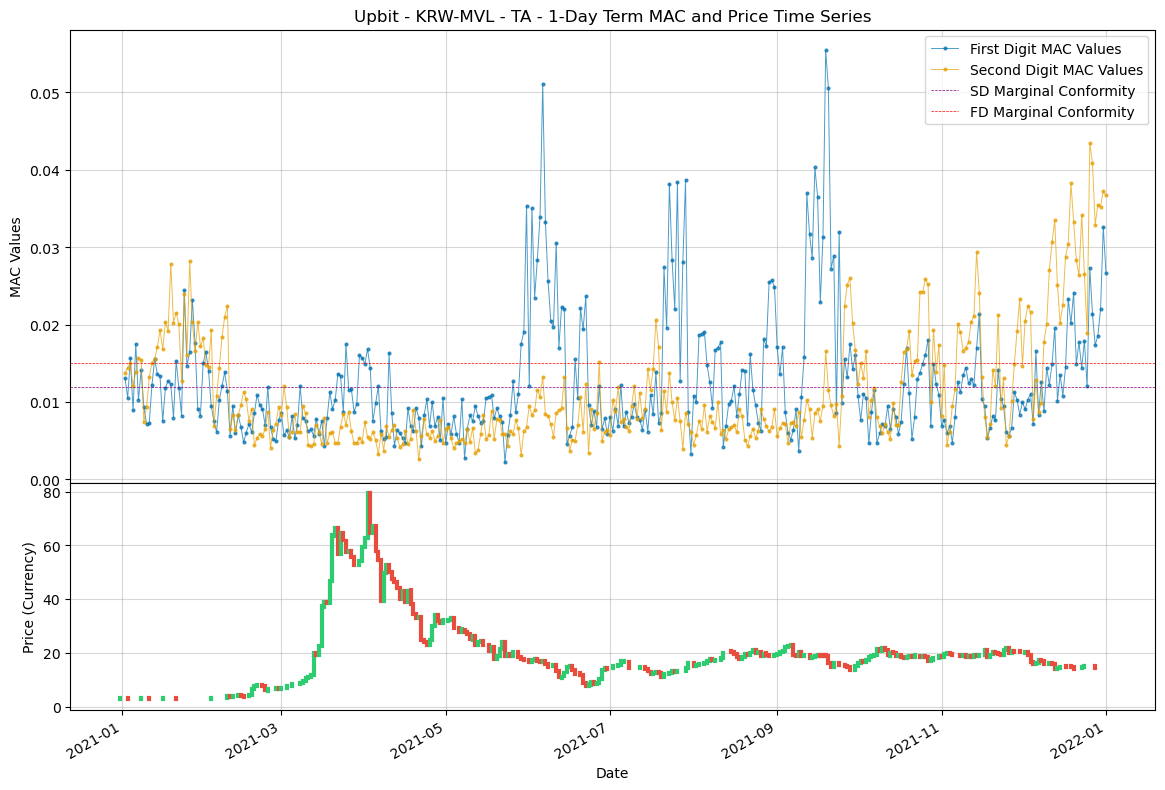 Upbit - KRW-MVL - TA - 1-Day Term MAC and Price Time Series
First Digit MAC Values
Second Digit MAC Values
SD Marginal Conformity
FD Marginal Conformity
MAC Values
0.05
0.04
0.03
0.02
0.01
0.00
Price (Currency)
80
60
40
20
0
2021-01
2021-03
2021-05
2021-07
2021-09
2021-11
2022-01
Date